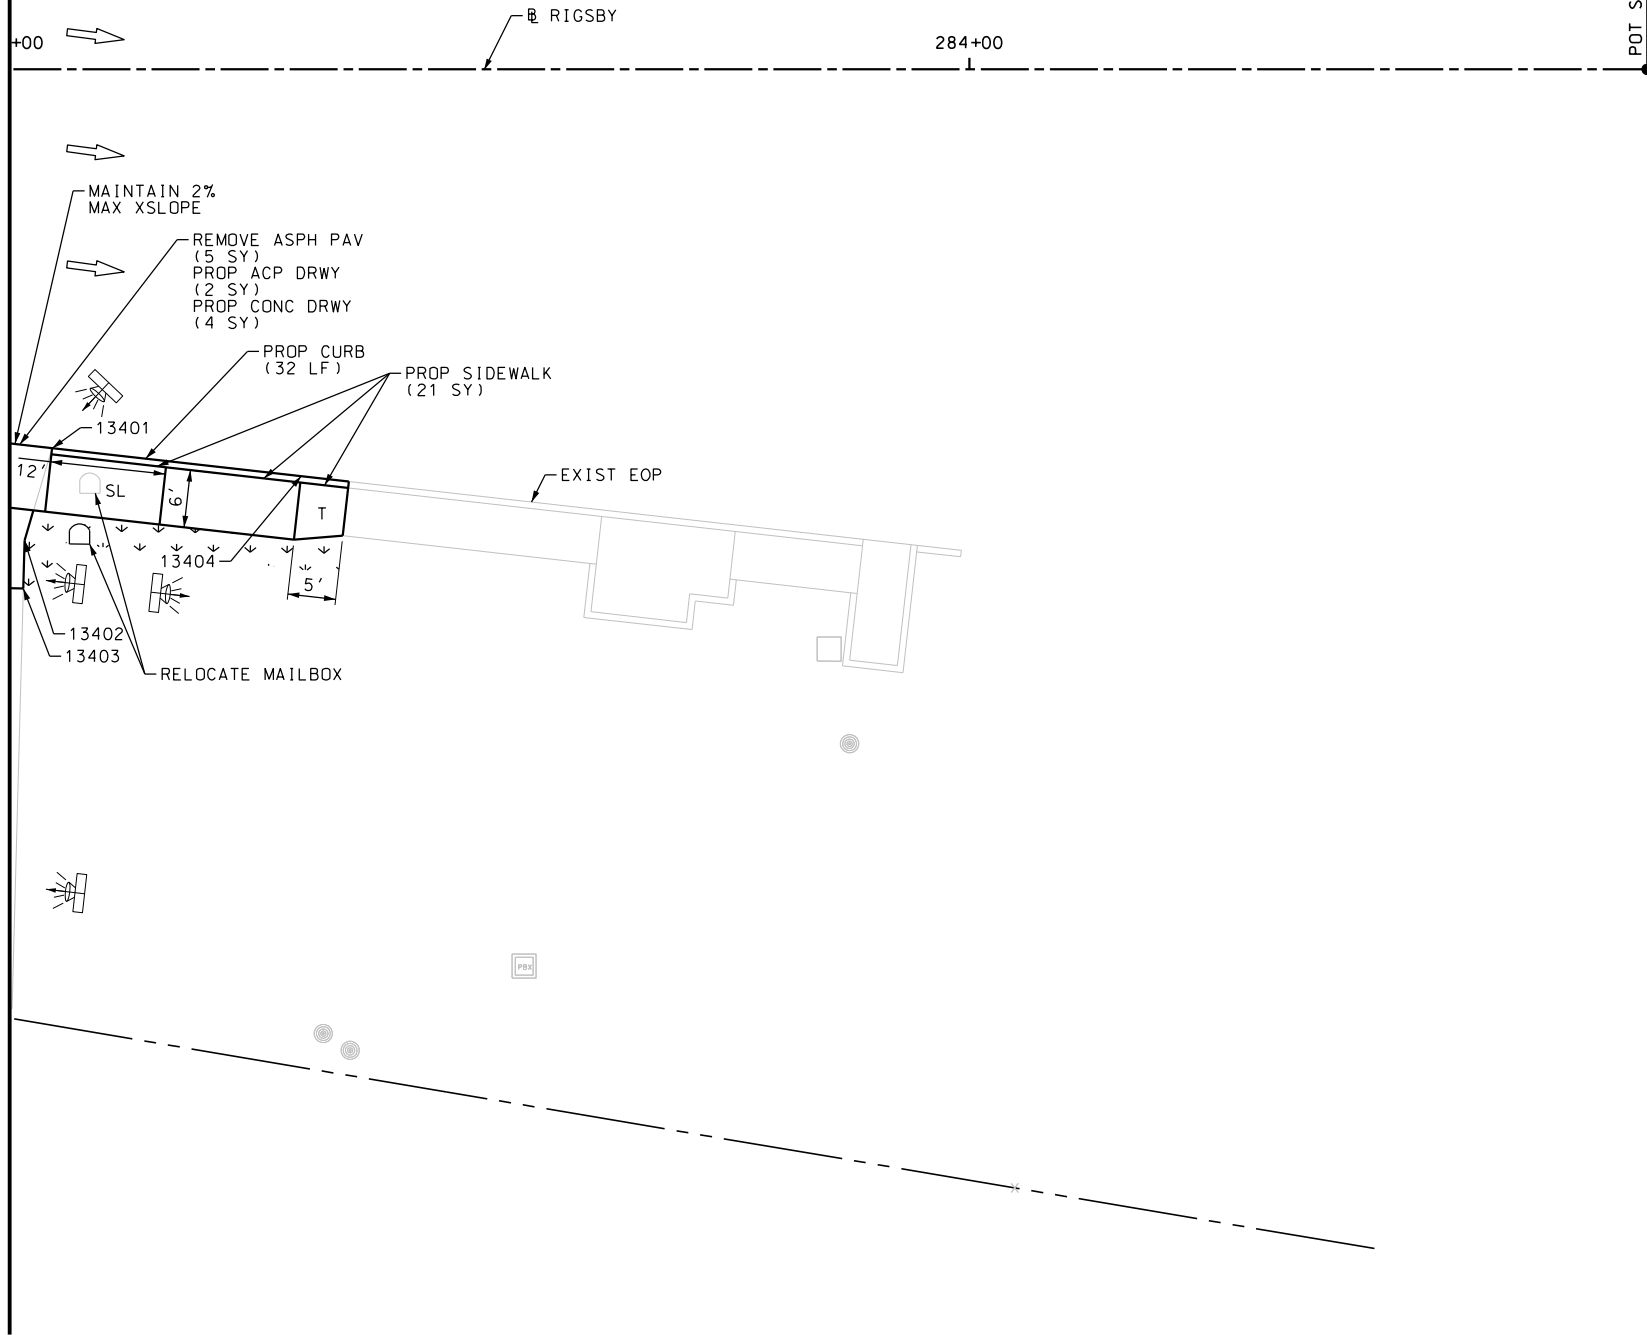 ℄ RIGSBY
+00
284+00
POT S
MAINTAIN 2%
MAX XSLOPE
REMOVE ASPH PAV
(5 SY)
PROP ACP DRWY
(2 SY)
PROP CONC DRWY
(4 SY)
PROP CURB
(32 LF)
PROP SIDEWALK
(21 SY)
13401
12'
SL
6'
T
EXIST EOP
13404
5'
13402
13403
RELOCATE MAILBOX
PBX